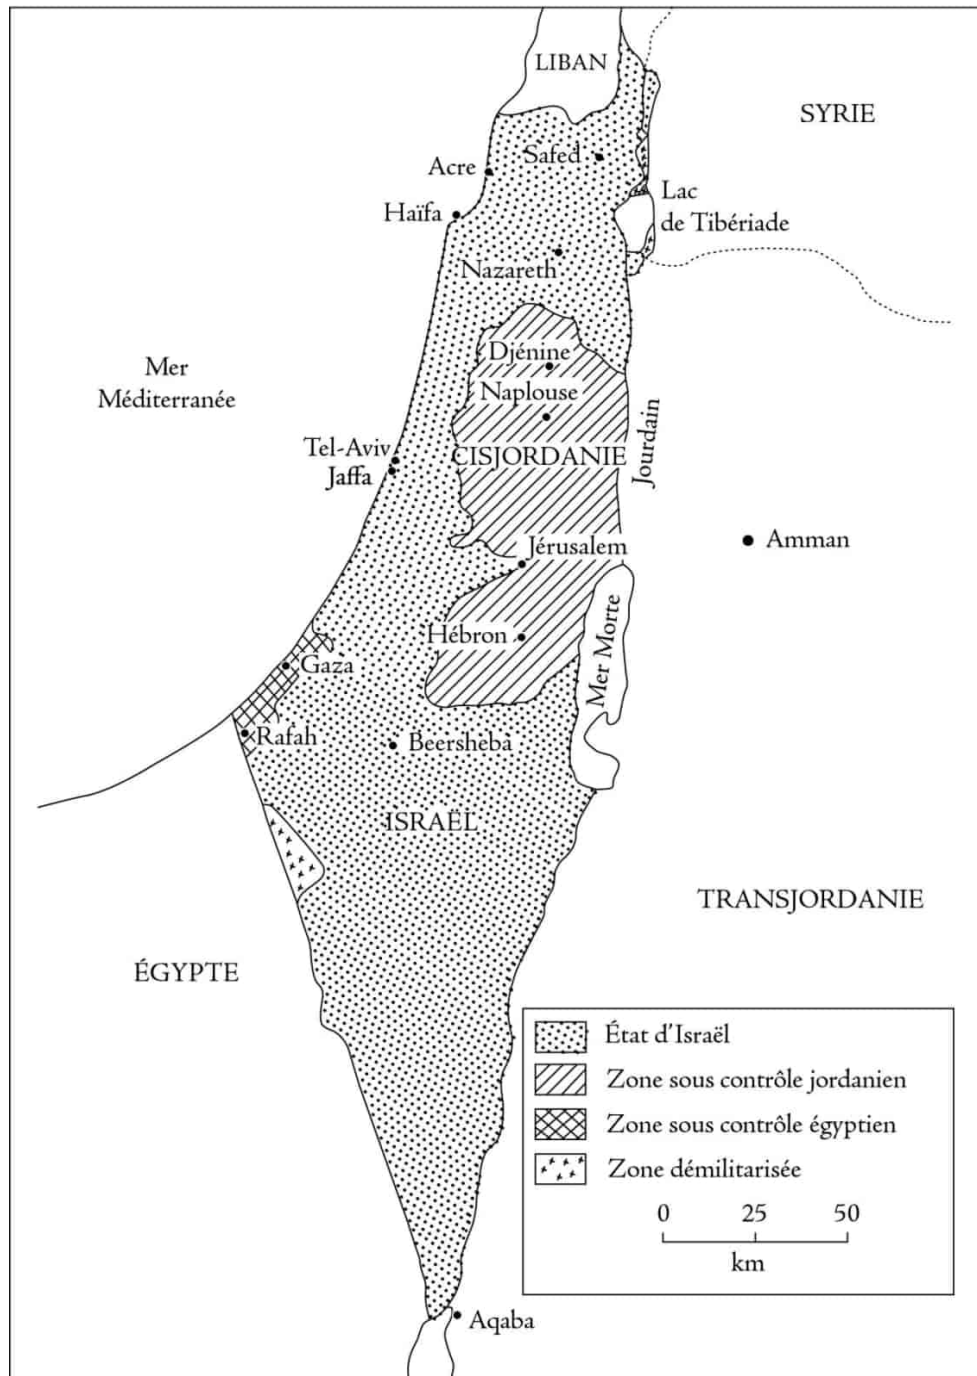 LIBAN
SYRIE
Safed
Acre
Lac
de Tibériade
Haïfa
Nazareth
Djénine
Mer
Méditerranée
Naplouse
Jourdain
Tel-Aviv
Jaffa
CISJORDANIE
Jérusalem
Amman
Hébron
Mer Morte
Gaza
Rafah
Beersheba
ISRAËL
TRANSJORDANIE
ÉGYPTE
État d'Israël
Zone sous contrôle jordanien
Zone sous contrôle égyptien
Zone démilitarisée
0 25 50
km
Aqaba